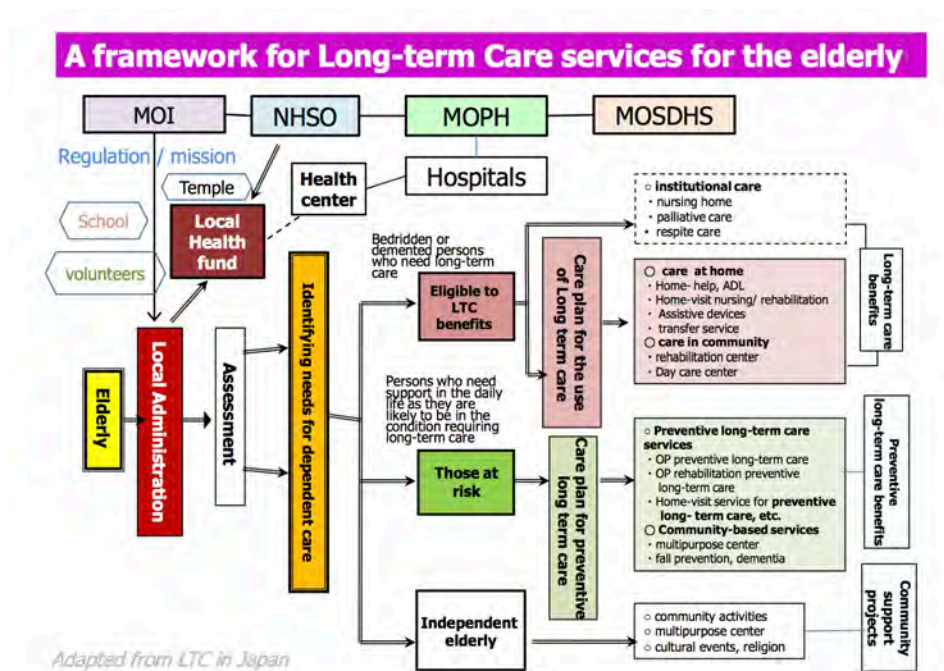 A framework for Long-term Care services for the elderly
MOI
NHSO
MOPH
MOSDHS
Regulation / mission
Temple
Health
center
Hospitals
School
Local
Health
fund
volunteers
Elderly
Local Administration
Assessment
Identifying needs for dependent care
Bedridden or
demented persons
who need long-term
care
Eligible to
LTC
benefits
Care plan for the use
of Long term care
○ institutional care
· nursing home
· palliative care
• respite care
○ care at home
· Home- help, ADL
· Home-visit nursing/ rehabilitation
· Assistive devices
· transfer service
○ care in community
· rehabilitation center
· Day care center
Long-term care
benefits
Persons who need
support in the daily
life as they are
likely to be in the
condition requiring
long-term care
Those at
risk
Care plan for preventive
long term care
○ Preventive long-term care
services
· OP preventive long-term care
· OP rehabilitation preventive
long-term care
· Home-visit service for preventive
long- term care, etc.
○ Community-based services
· multipurpose center
· fall prevention, dementia
Preventive
long-term care benefits
Independent
elderly
○ community activities
○ multipurpose center
○ cultural events, religion
Community
support
projects
Adapted from LTC in Japan